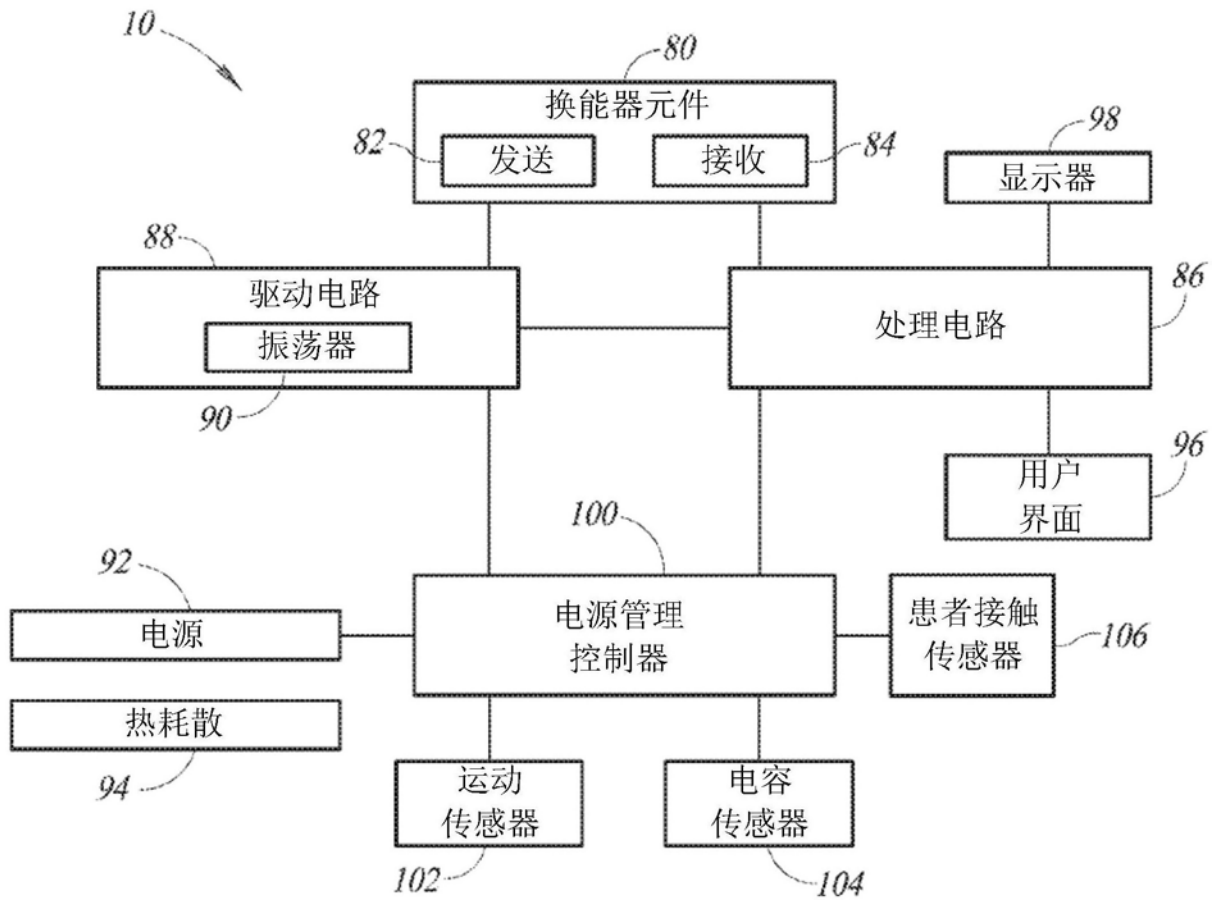 10
80
换能器元件
82
发送
接收
84
98
显示器
88
驱动电路
振荡器
90
处理电路
86
用户
界面
96
100
电源管理
控制器
92
电源
热耗散
94
患者接触
传感器
106
运动
传感器
102
电容
传感器
104